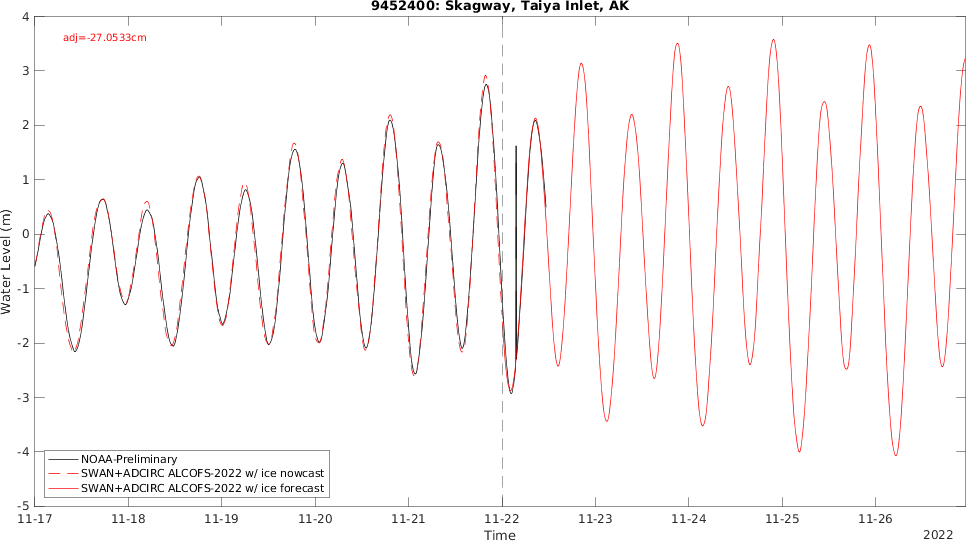 9452400: Skagway, Taiya Inlet, AK
adj=-27.0533cm
4
3
2
1
0
-1
-2
-3
-4
-5
Water Level (m)
NOAA-Preliminary
SWAN+ADCIRC ALCOFS-2022 w/ ice nowcast
SWAN+ADCIRC ALCOFS-2022 w/ ice forecast
11-17 11-18 11-19 11-20 11-21 11-22 11-23 11-24 11-25 11-26
Time
2022